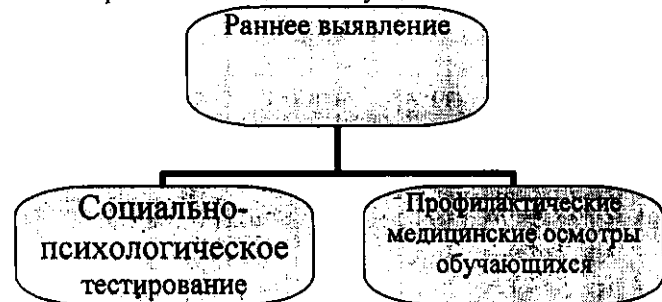 Раннее выявление
Социально-
психологическое
тестирование
Профилактические
медицинские осмотры
обучающихся